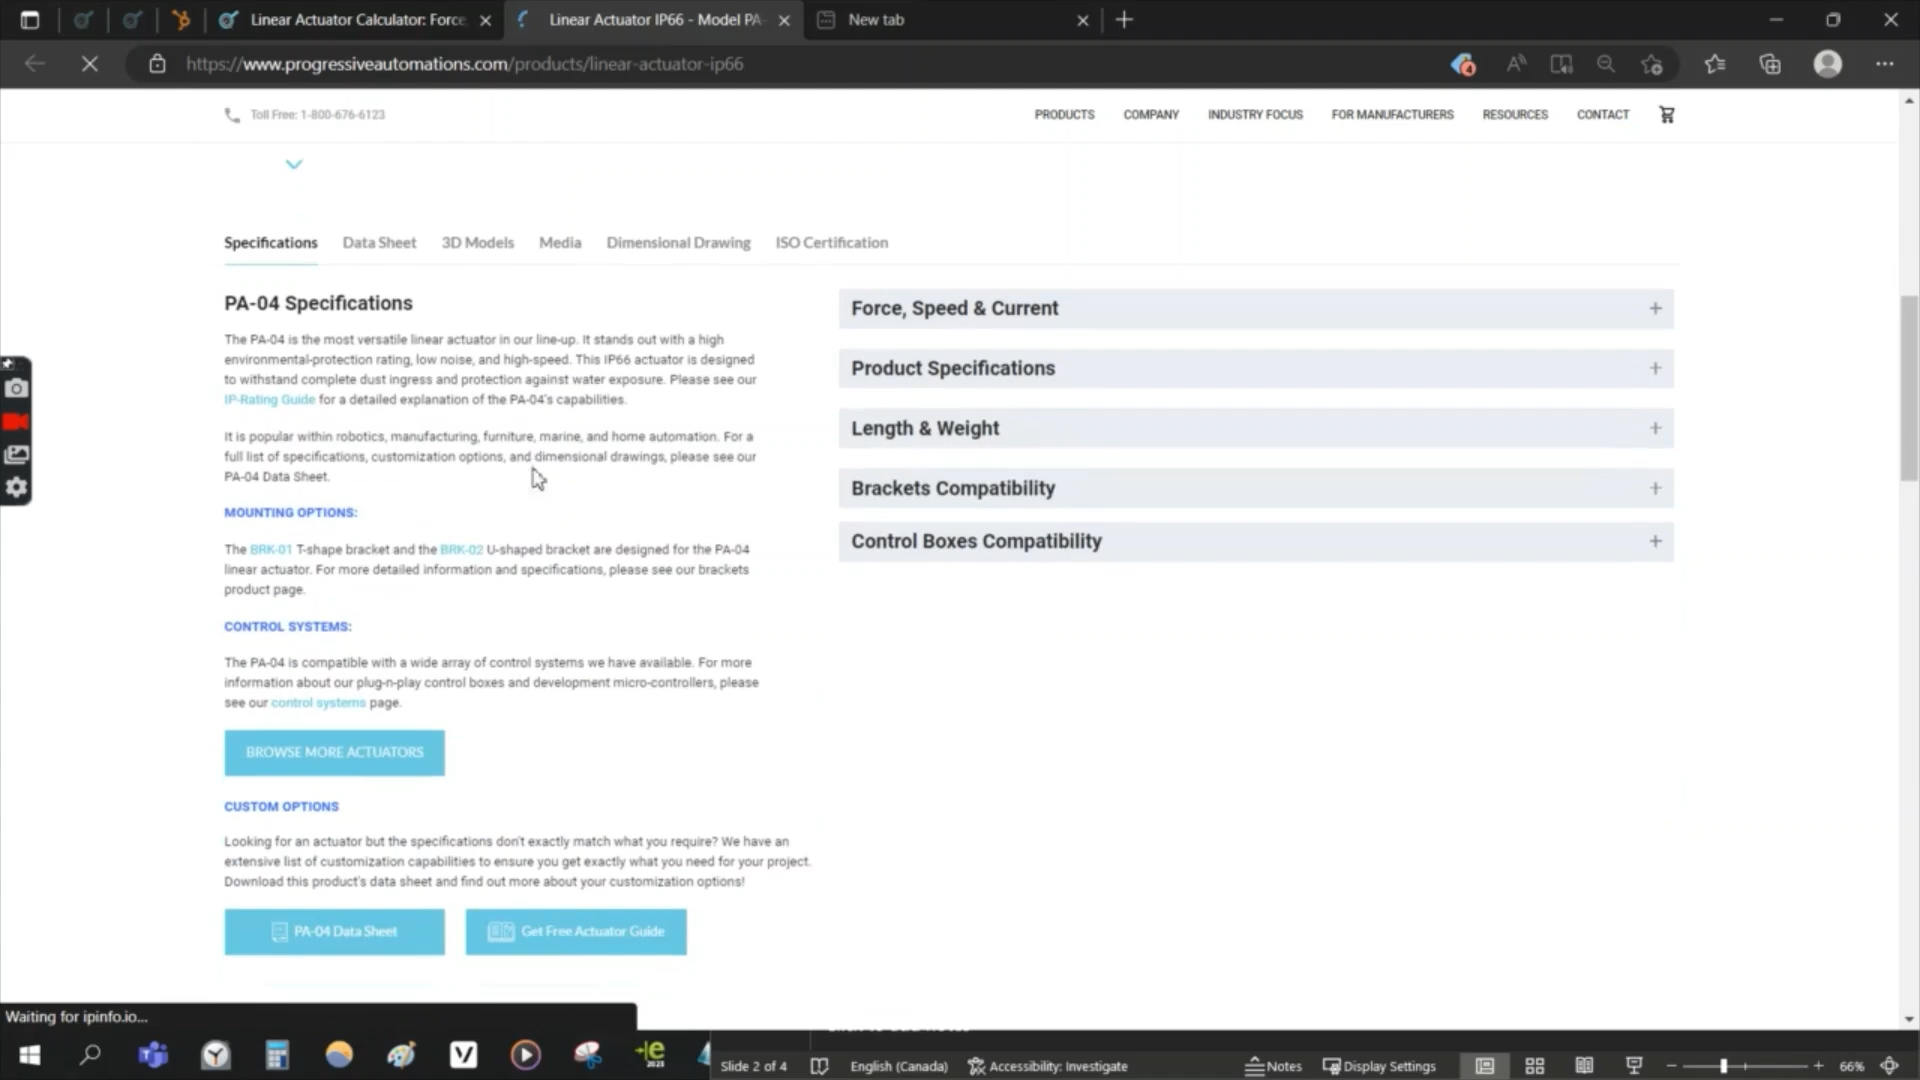 Linear Actuator Calculator: Force
Linear Actuator IP66 - Model PA-
New tab
https://www.progressiveautomations.com/products/linear-actuator-ip66
4
Toll Free: 1-800-676-6123
PRODUCTS
COMPANY
INDUSTRY FOCUS
FOR MANUFACTURERS
RESOURCES
CONTACT
Specifications
Data Sheet
3D Models
Media
Dimensional Drawing
ISO Certification
PA-04 Specifications
The PA-04 is the most versatile linear actuator in our line-up. It stands out with a high
environmental-protection rating, low noise, and high-speed. This IP66 actuator is designed
to withstand complete dust ingress and protection against water exposure. Please see our
IP-Rating Guide for a detailed explanation of the PA-04's capabilities.
It is popular within robotics, manufacturing, furniture, marine, and home automation. For a
full list of specifications, customization options, and dimensional drawings, please see our
PA-04 Data Sheet.
MOUNTING OPTIONS:
The BRK-01 T-shape bracket and the BRK-02 U-shaped bracket are designed for the PA-04
linear actuator. For more detailed information and specifications, please see our brackets
product page.
CONTROL SYSTEMS:
The PA-04 is compatible with a wide array of control systems we have available. For more
information about our plug-n-play control boxes and development micro-controllers, please
see our control systems page.
BROWSE MORE ACTUATORS
CUSTOM OPTIONS
Looking for an actuator but the specifications don't exactly match what you require? We have an
extensive list of customization capabilities to ensure you get exactly what you need for your project.
Download this product's data sheet and find out more about your customization options!
PA-04 Data Sheet
Get Free Actuator Guide
Force, Speed & Current
Product Specifications
Length & Weight
Brackets Compatibility
Control Boxes Compatibility
Waiting for ipinfo.io...
Slide 2 of 4
English (Canada)
Accessibility: Investigate
Notes
Display Settings
66%